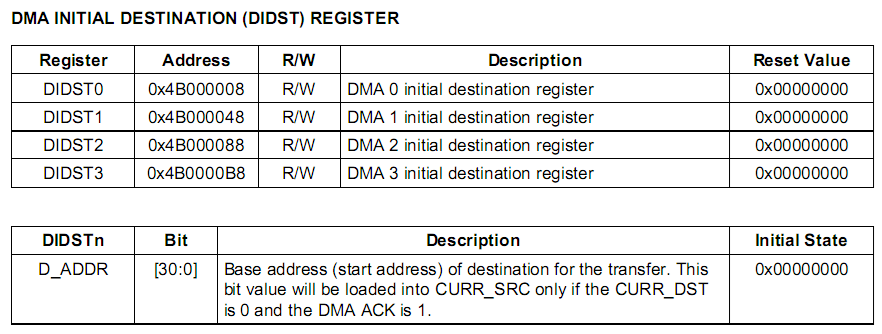 DMA INITIAL DESTINATION (DIDST) REGISTER
Register Address R/W Description Reset Value
DIDST0 0x4B000008 R/W DMA 0 initial destination register 0x00000000
DIDST1 0x4B000048 R/W DMA 1 initial destination register 0x00000000
DIDST2 0x4B000088 R/W DMA 2 initial destination register 0x00000000
DIDST3 0x4B0000B8 R/W DMA 3 initial destination register 0x00000000
DIDSTn Bit Description Initial State
D_ADDR [30:0] Base address (start address) of destination for the transfer. This 0x00000000
bit value will be loaded into CURR_SRC only if the CURR_DST
is 0 and the DMA ACK is 1.